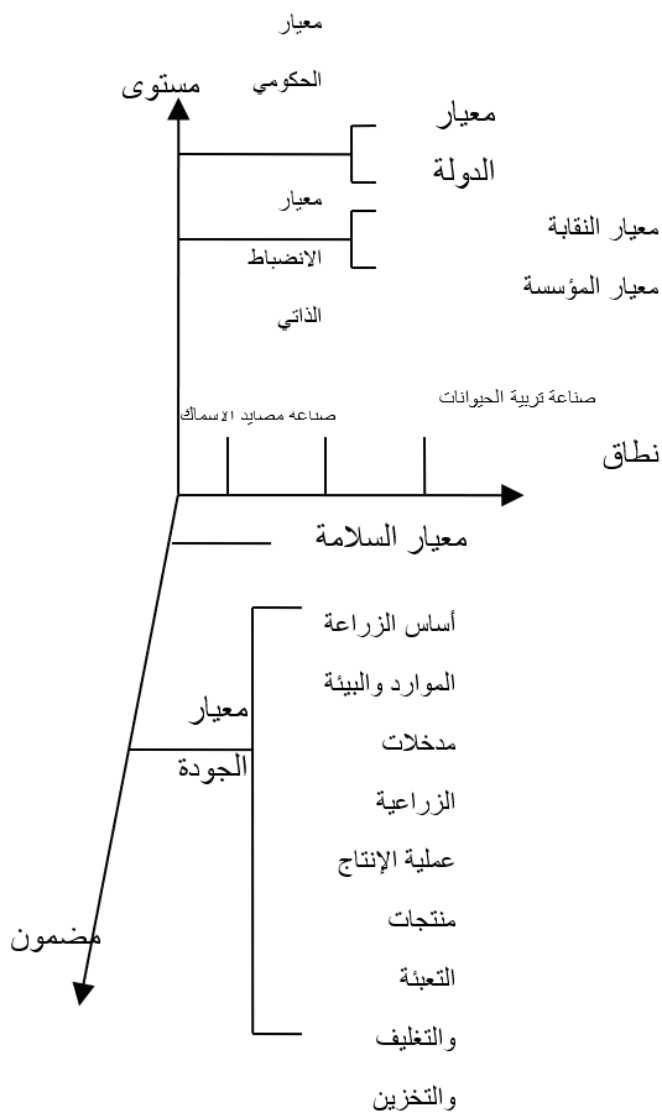 معيار
الحكومي
مستوى
معيار
الدولة
معيار
الانضباط
الذاتي
معيار النقابة
معيار المؤسسة
صناعة تربية الحيوانات
صناعه مصايد الاسماك
نطاق
معيار السلامة
معيار
الجودة
أساس الزراعة
الموارد والبيئة
مدخلات
الزراعية
عملية الإنتاج
منتجات
التعبئة
والتغليف
والتخزين
مضمون